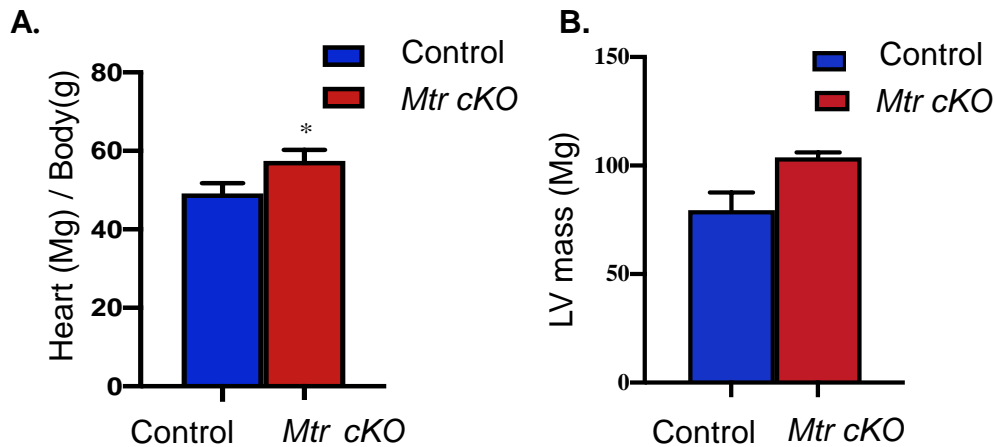 A.
Control
Mtr cKO
80
60
40
20
0
Heart (Mg) / Body(g)
*
Control Mtr cKO
B.
Control
Mtr cKO
150
100
50
0
LV mass (Mg)
Control Mtr cKO